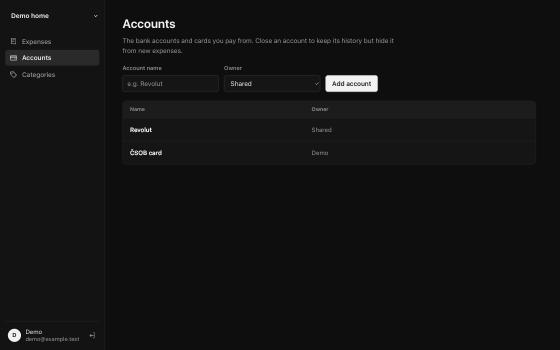 Demo home
Expenses
Accounts
Categories
Accounts
The bank accounts and cards you pay from. Close an account to keep its history but hide it
from new expenses.
Account name
Owner
e.g. Revolut
Shared
Add account
Name
Owner
Revolut
Shared
ČSOB card
Demo
D
Demo
demo@example.test